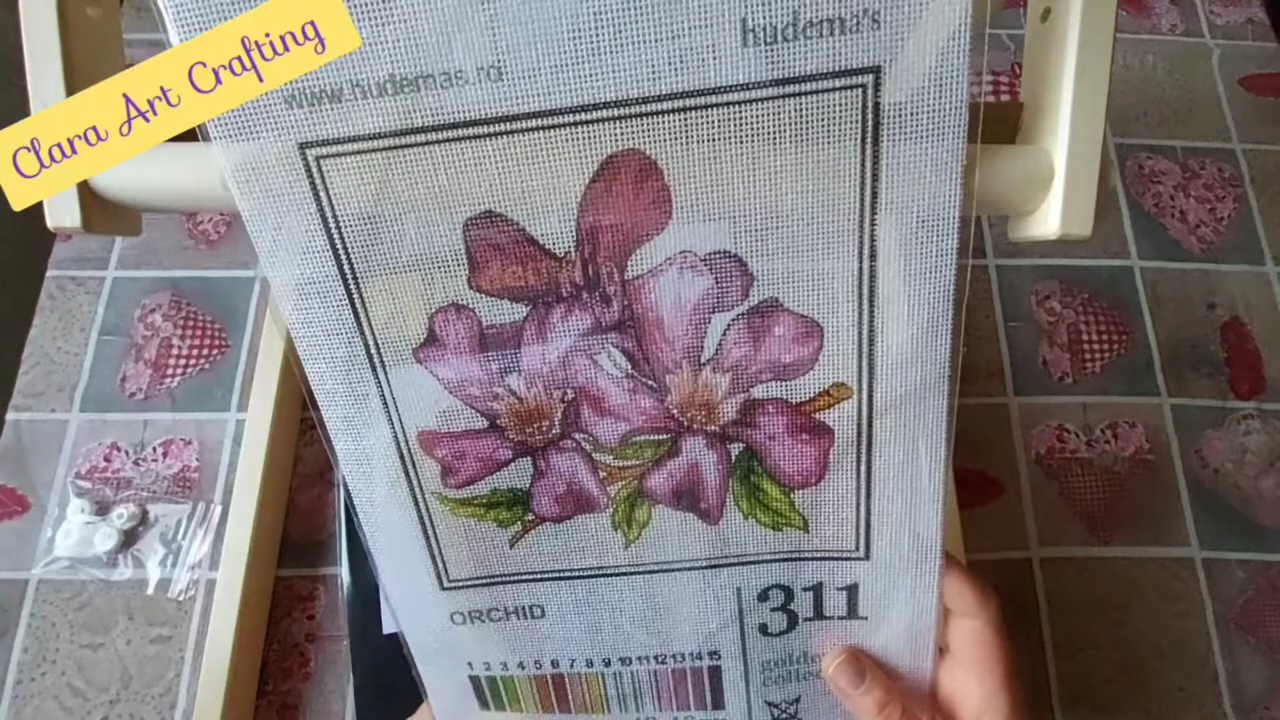 Clara Art Crafting
hudema's
www.hudemas.ro
ORCHID
311
1 2 3 4 5 6 7 8 9 10 11 12 13 14 15